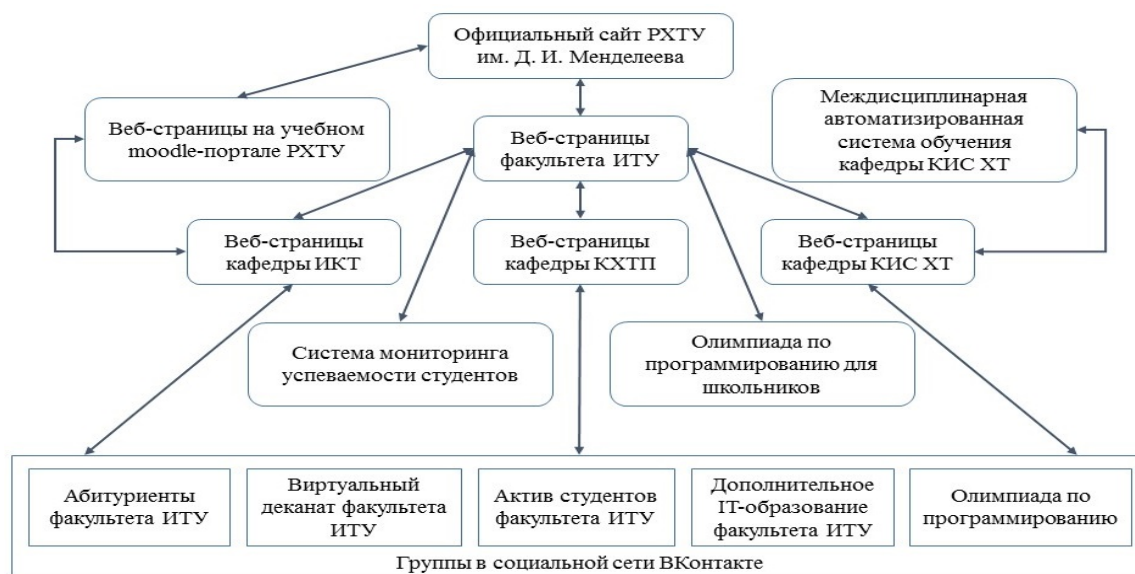 Официальный сайт РХТУ
им. Д. И. Менделеева
Веб-страницы на учебном
moodle-портале РХТУ
Веб-страницы
факультета ИТУ
Междисциплинарная
автоматизированная
система обучения
кафедры КИС ХТ
Веб-страницы
кафедры ИКТ
Веб-страницы
кафедры КХТП
Веб-страницы
кафедры КИС ХТ
Система мониторинга
успеваемости студентов
Олимпиада по
программированию для
школьников
Абитуриенты
факультета ИТУ
Виртуальный
деканат факультета
ИТУ
Актив студентов
факультета ИТУ
Дополнительное
IT-образование
факультета ИТУ
Олимпиада по
программированию
Группы в социальной сети ВКонтакте